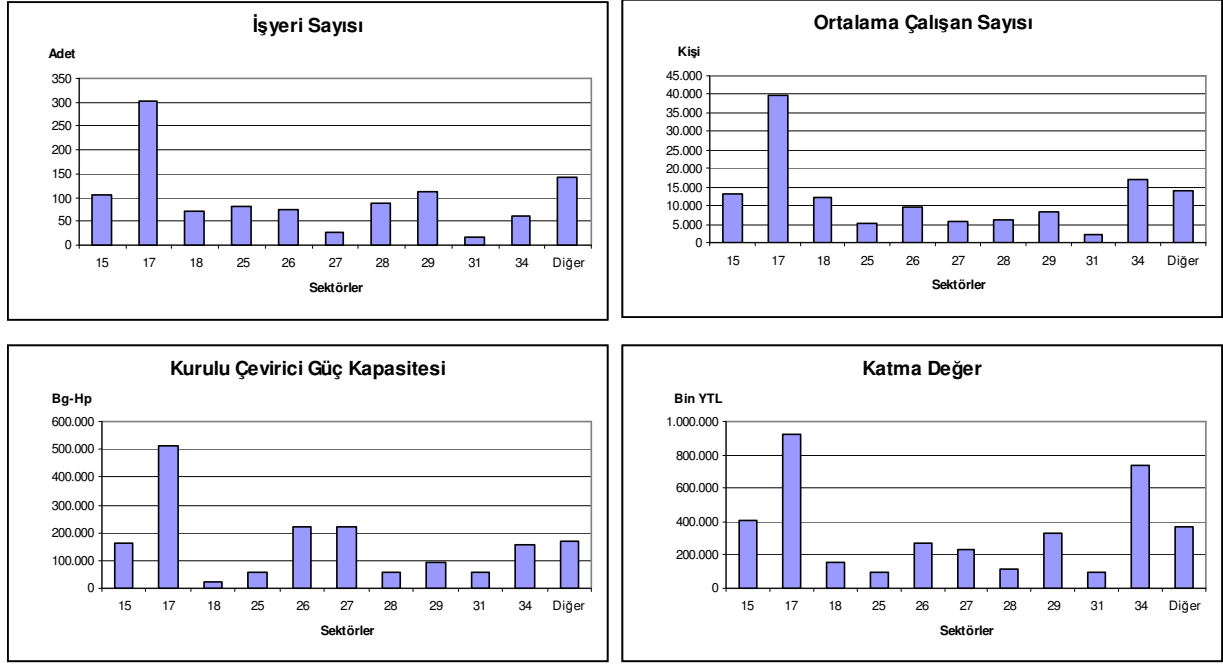 İşyeri Sayısı
Adet
350
300
250
200
150
100
50
0
15 17 18 25 26 27 28 29 31 34 Diğer
Sektörler
Ortalama Çalışan Sayısı
Kişi
45.000
40.000
35.000
30.000
25.000
20.000
15.000
10.000
5.000
0
15 17 18 25 26 27 28 29 31 34 Diğer
Sektörler
Kurulu Çevirici Güç Kapasitesi
Bg-Hp
600.000
500.000
400.000
300.000
200.000
100.000
0
15 17 18 25 26 27 28 29 31 34 Diğer
Sektörler
Katma Değer
Bin YTL
1.000.000
800.000
600.000
400.000
200.000
0
15 17 18 25 26 27 28 29 31 34 Diğer
Sektörler